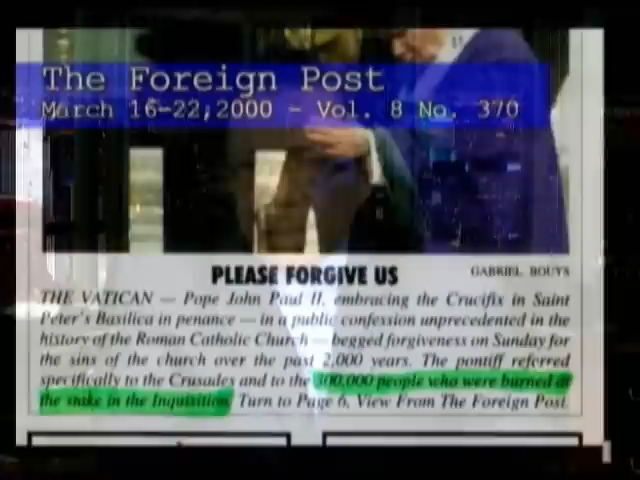 The Foreign Post
March 16-22,2000 - Vol. 8 No. 370
PLEASE FORGIVE US
GABRIEL BOUYS
THE VATICAN — Pope John Paul II, embracing the Crucifix in Saint
Peter's Basilica in penance — in a public confession unprecedented in the
history of the Roman Catholic Church — begged forgiveness on Sunday for
the sins of the church over the past 2,000 years. The pontiff referred
specifically to the Crusades and to the 300,000 people who were burned at
the stake in the Inquisition. Turn to Page 6, View From The Foreign Post.